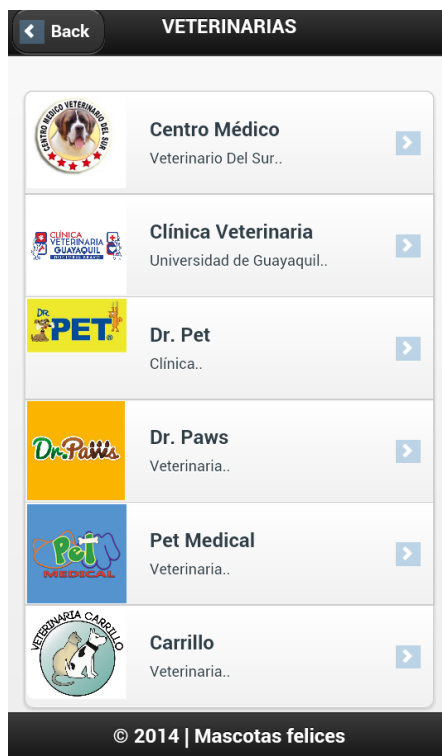 Back
VETERINARIAS
CENTRO MEDICO VETERINARIO DEL SUR
Centro Médico
Veterinario Del Sur..
CLÍNICA
VETERINARIA
GUAYAQUIL
Clínica Veterinaria
Universidad de Guayaquil..
DR.
PET
Dr. Pet
Clínica..
Dr.Paws
Dr. Paws
Veterinaria..
Pet
MEDICAL
Pet Medical
Veterinaria..
VETERINARIA CARRILLO
Carrillo
Veterinaria..
© 2014 | Mascotas felices